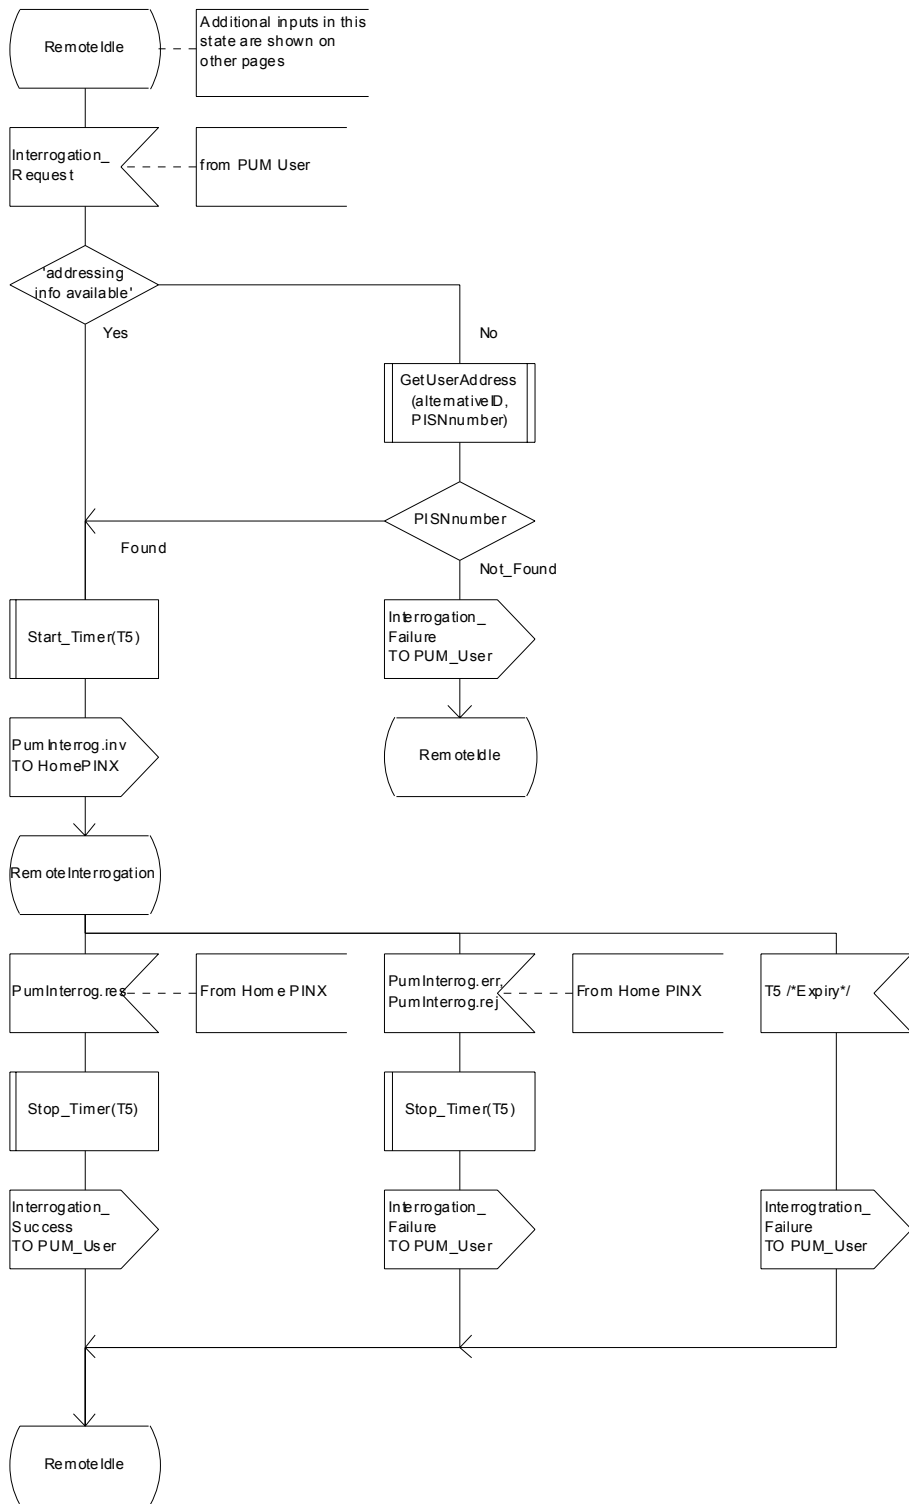 RemoteIdle
Additional inputs in this
state are shown on
other pages
Interrogation_
Request
from PUM User
'addressing
info available'
Yes
No
GetUserAddress
(alternativeID,
PISNnumber)
PISNnumber
Found
Not_Found
Start_Timer(T5)
Interrogation_
Failure
TO PUM_User
PumInterrog.inv
TO HomePINX
RemoteIdle
RemoteInterrogation
PumInterrog.res
From Home PINX
PumInterrog.err,
PumInterrog.rej
From Home PINX
T5 /*Expiry*/
Stop_Timer(T5)
Stop_Timer(T5)
Interrogation_
Success
TO PUM_User
Interrogation_
Failure
TO PUM_User
Interrogtration_
Failure
TO PUM_User
RemoteIdle